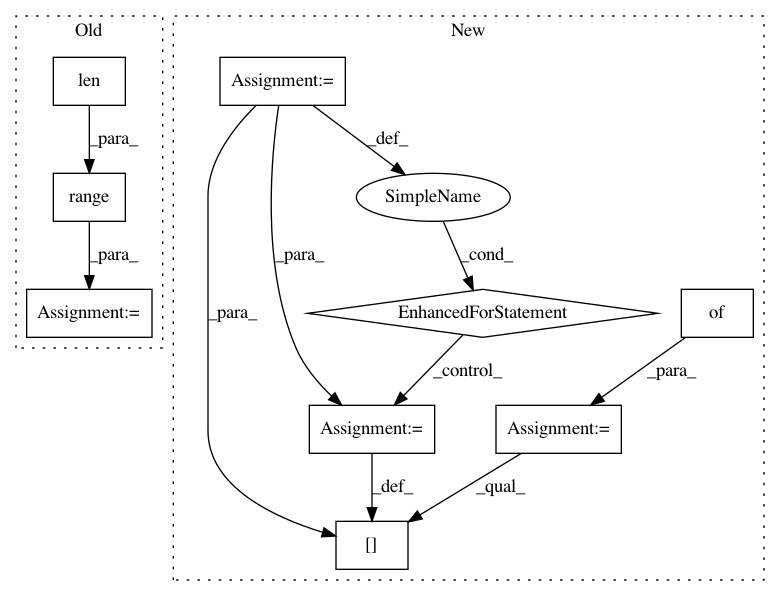 Old
New
len
Assignment:=
_para_
_def_
range
SimpleName
_para_
_para_
_cond_
Assignment:=
_para_
EnhancedForStatement
of
_control_
_para_
Assignment:=
Assignment:=
_def_
_qual_
[]